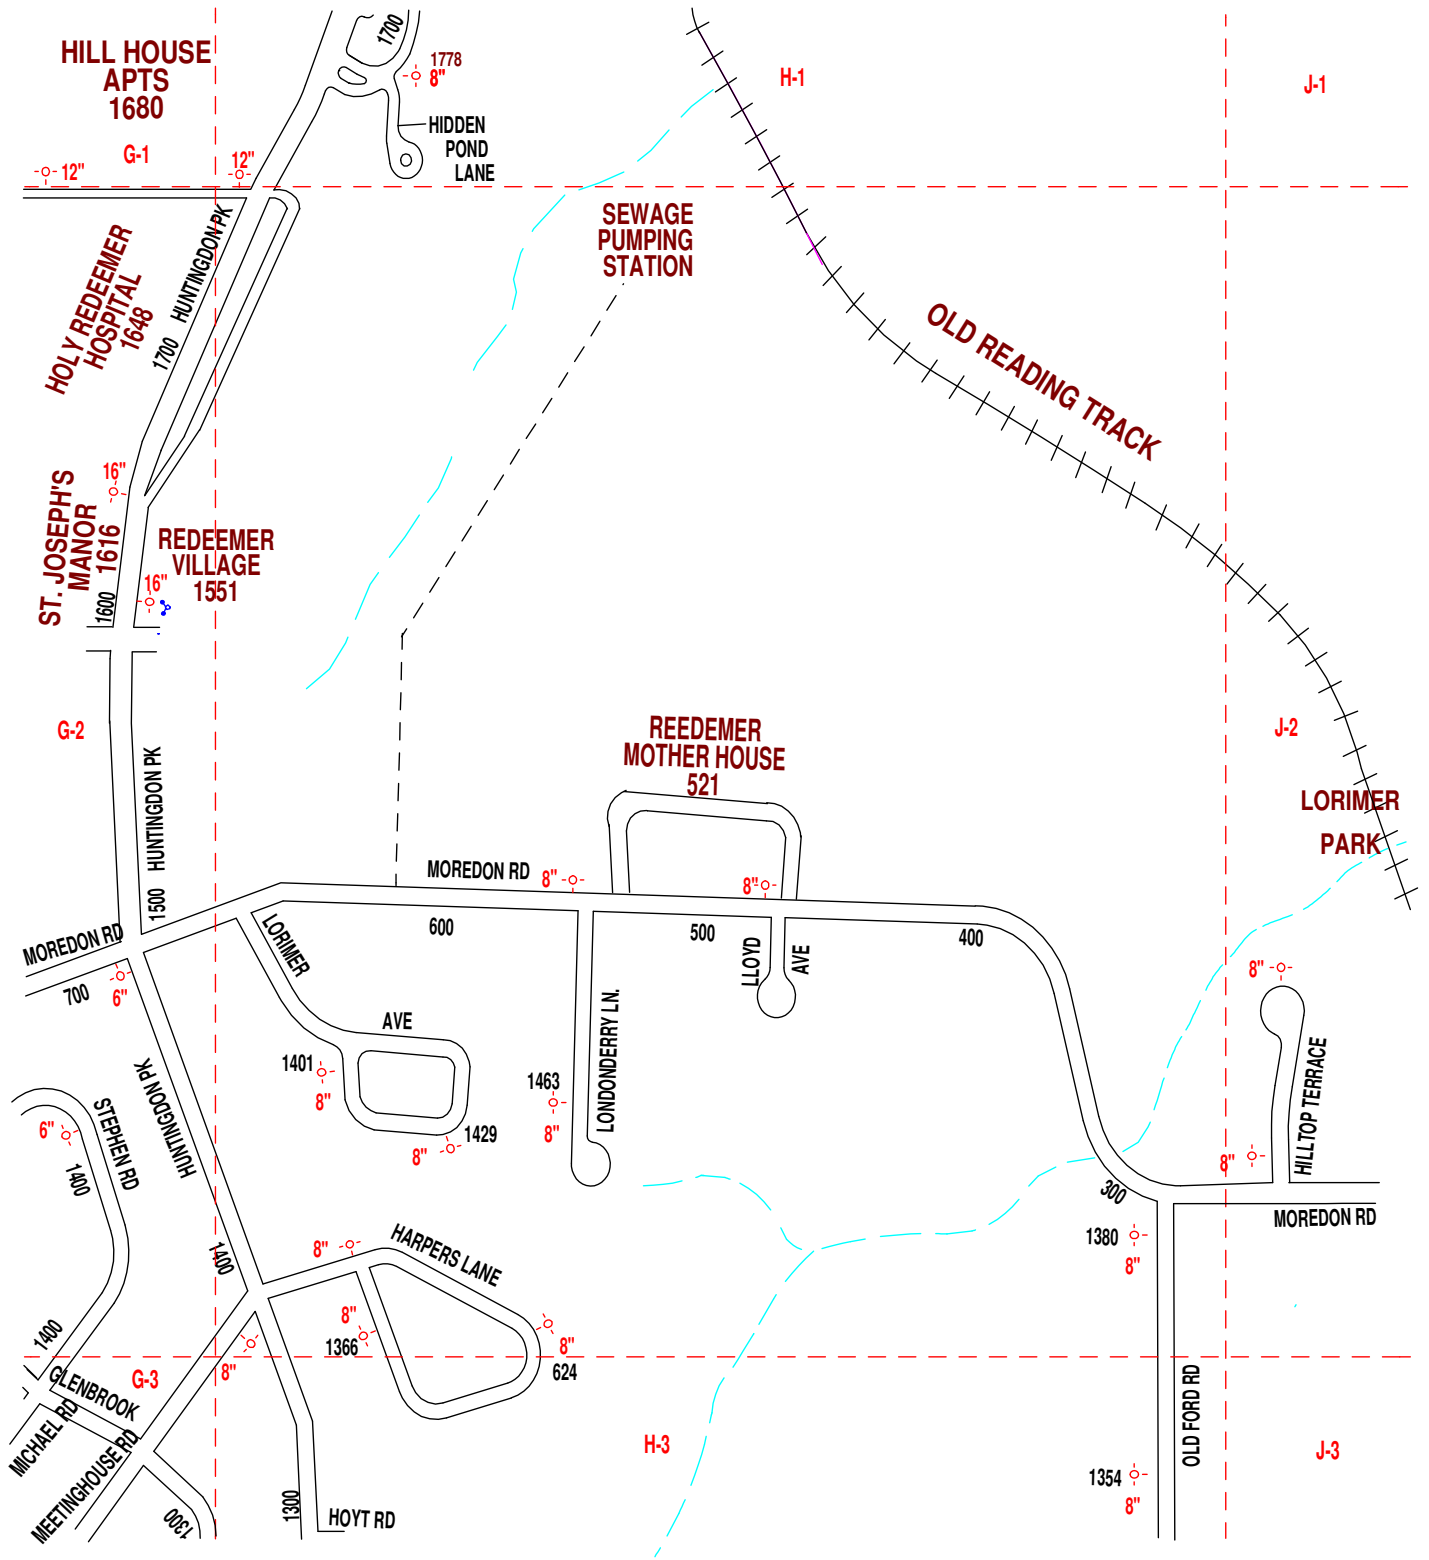 1700
HILL HOUSE
APTS
1680
1778
8"
H-1
J-1
G-1
12"
12"
HIDDEN
POND
LANE
SEWAGE
PUMPING
STATION
HUNTINGDON PK
1700
HOLY REDEEMER
HOSPITAL
1648
OLD READING TRACK
16"
ST. JOSEPH'S
MANOR
1616
REDEEMER
VILLAGE
1551
16"
1600
G-2
REEDEMER
MOTHER HOUSE
521
J-2
LORIMER
PARK
HUNTINGDON PK
1500
MOREDON RD
8"
8"
MOREDON RD
700
6"
LORIMER
AVE
600
500
400
LLOYD
AVE
8"
HUNTINGDON PK
1401
8"
1429
8"
1463
8"
LONDONDERRY LN.
HILLTOP TERRACE
8"
STEPHEN RD
6"
1400
300
MOREDON RD
1380
8"
1400
8"
HARPERS LANE
8"
1366
8"
624
8"
1400
GLENBROOK
G-3
MICHAEL RD
MEETINGHOUSE RD
1300
1300
HOYT RD
H-3
OLD FORD RD
1354
8"
J-3